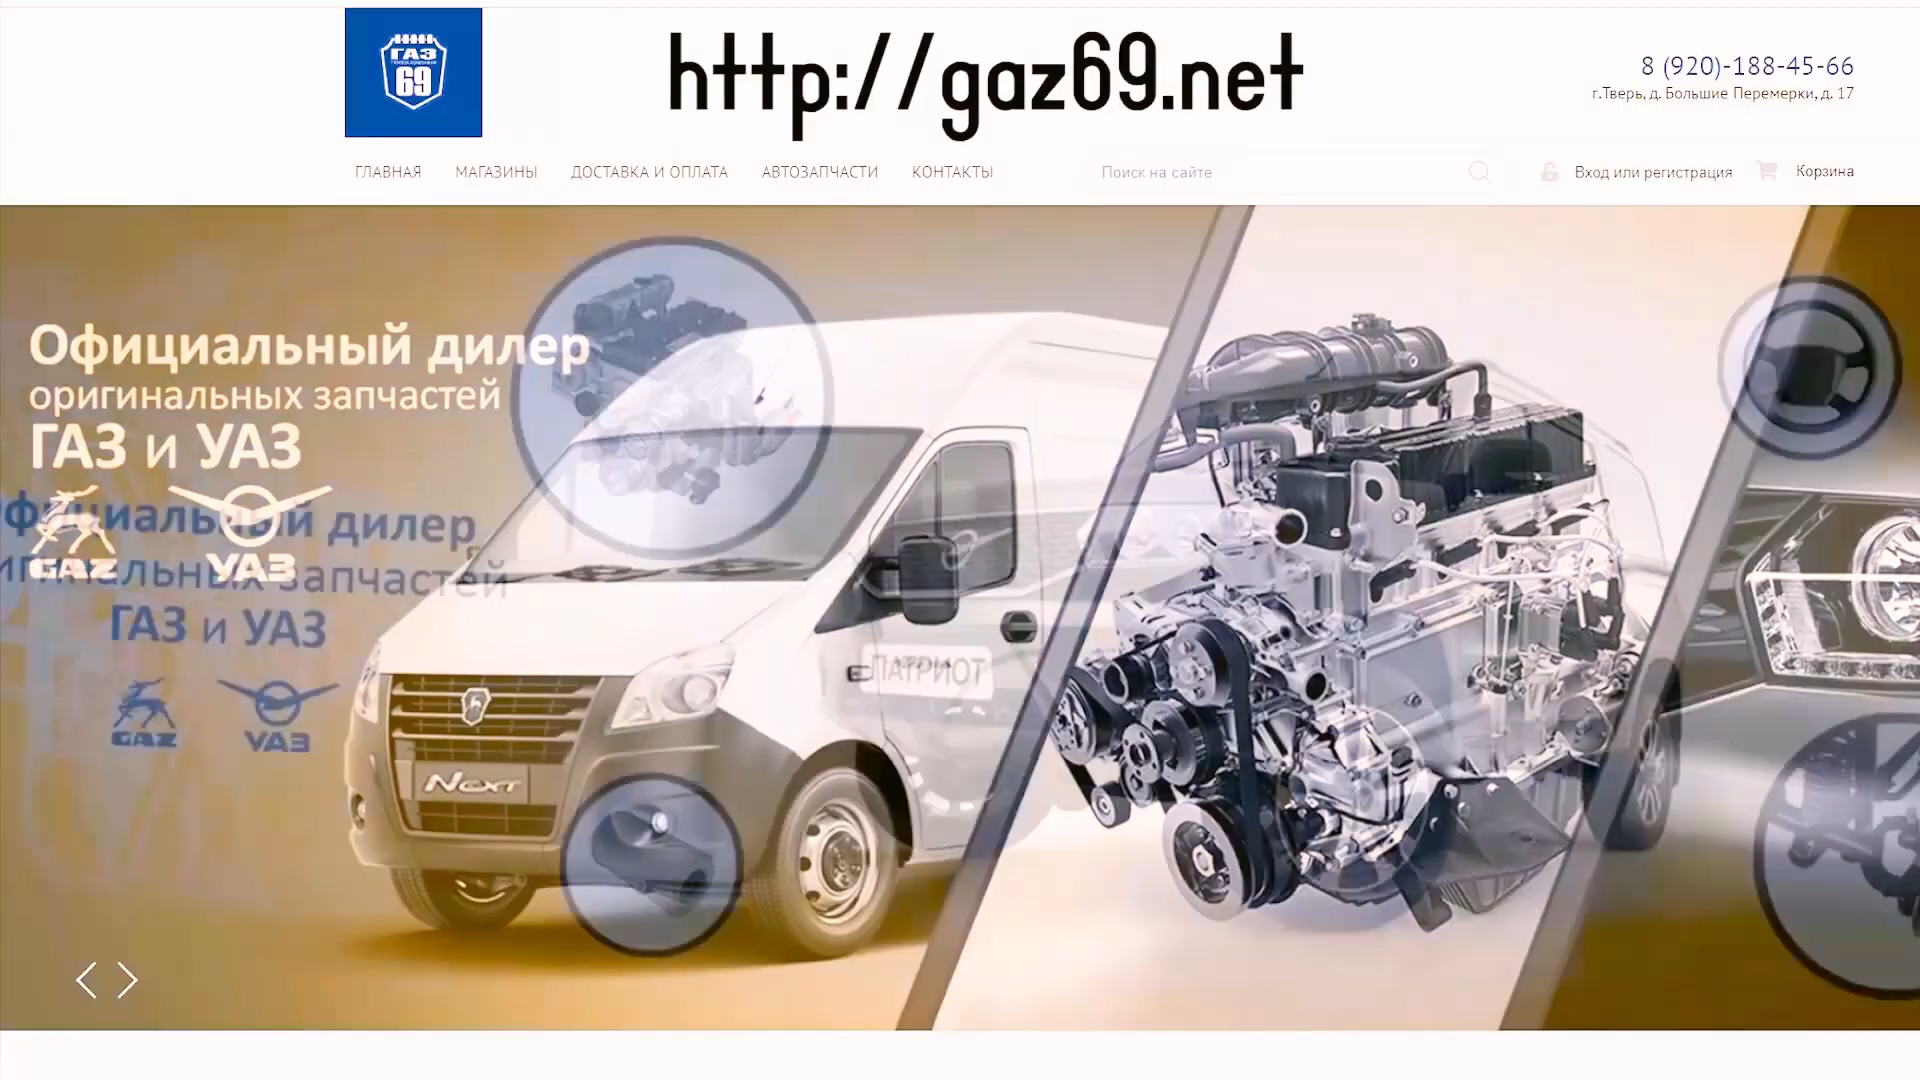 ГАЗ
69
http://gaz69.net
8 (920)-188-45-66
г.Тверь, д. Большие Перемерки, д. 17
ГЛАВНАЯ
МАГАЗИНЫ
ДОСТАВКА И ОПЛАТА
АВТОЗАПЧАСТИ
КОНТАКТЫ
Поиск на сайте
Вход или регистрация
Корзина
Официальный дилер
оригинальных запчастей
ГАЗ и УАЗ
GAZ
УАЗ
дилер
запчастей
ГАЗ и УАЗ
GAZ
УАЗ
ПАТРИОТ
NEXT